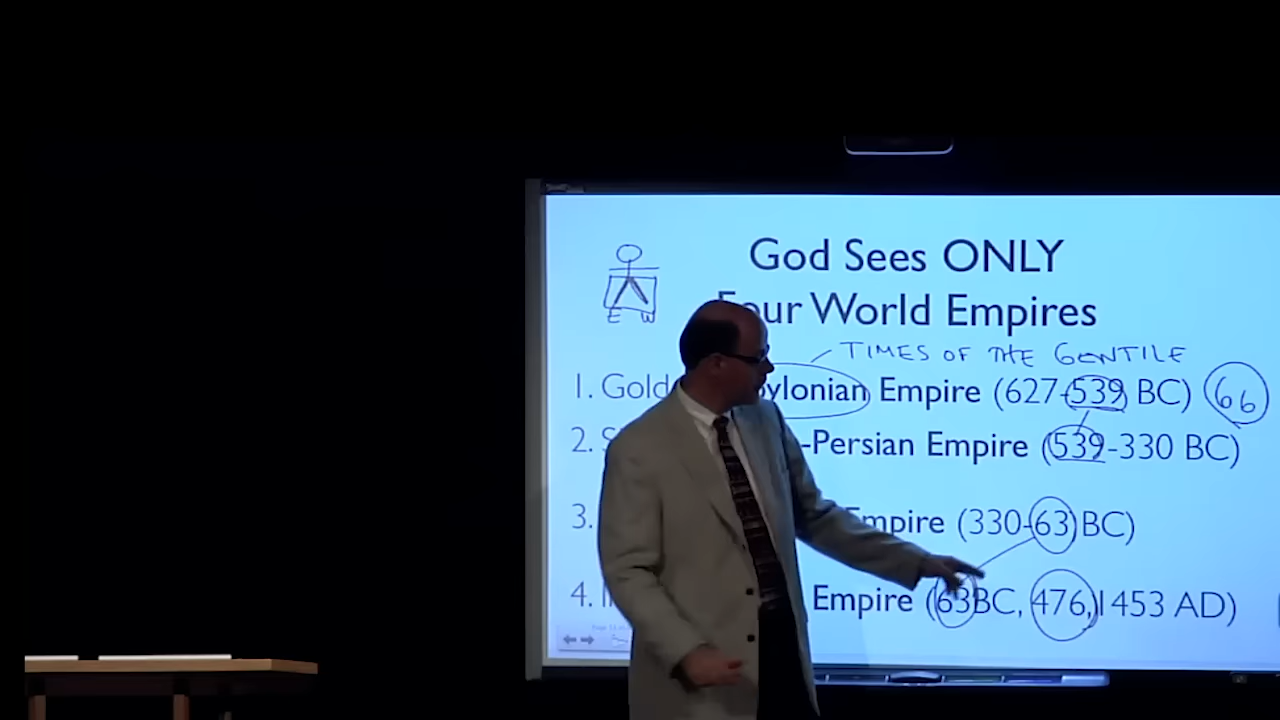 God Sees ONLY
Four World Empires
TIMES OF THE GENTILE
1. Gold ylonian Empire (627-539 BC) 66
2. -Persian Empire (539-330 BC)
3. Empire (330-63 BC)
4. Empire (63BC, 476, 1453 AD)
E W